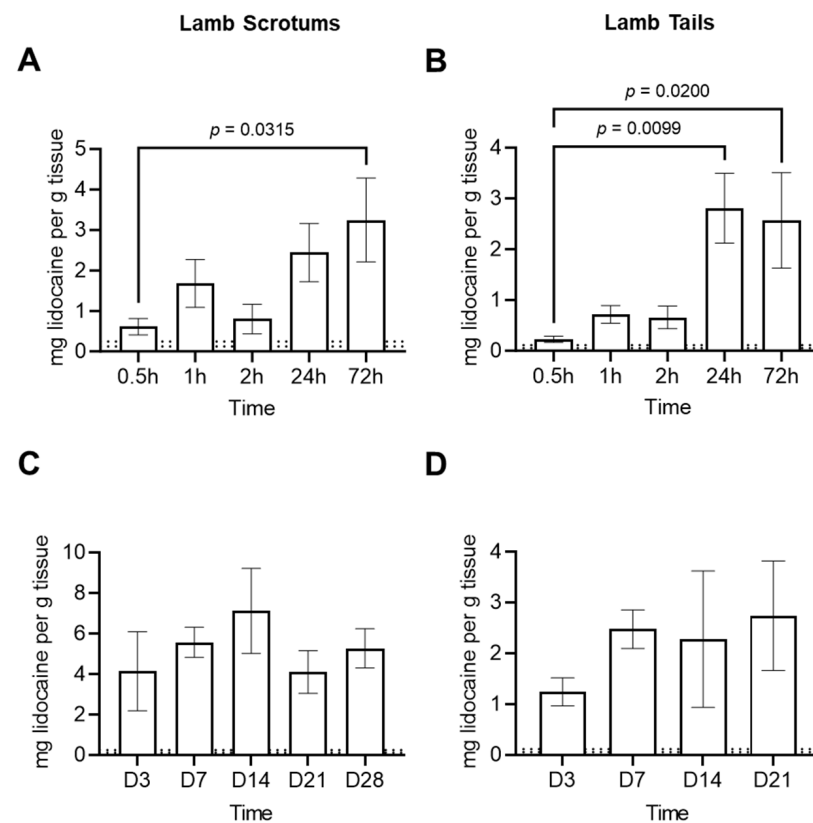 Lamb Scrotums
Lamb Tails
A
mg lidocaine per g tissue
5
4
3
2
1
0
p = 0.0315
0.5h 1h 2h 24h 72h
Time
B
mg lidocaine per g tissue
4
3
2
1
0
p = 0.0200
p = 0.0099
0.5h 1h 2h 24h 72h
Time
C
mg lidocaine per g tissue
10
8
6
4
2
0
D3 D7 D14 D21 D28
Time
D
mg lidocaine per g tissue
4
3
2
1
0
D3 D7 D14 D21
Time